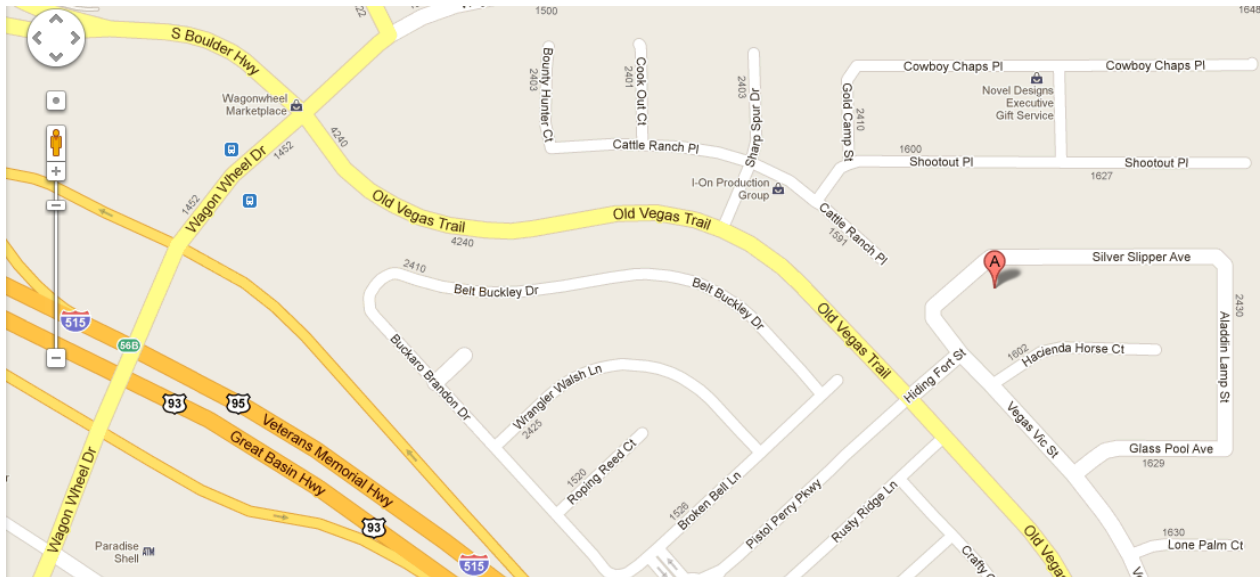 1500
1648
22
S Boulder Hwy
Wagonwheel
Marketplace
4240
1452
Wagon Wheel Dr
1452
Bounty Hunter Ct
2403
Cook Out Ct
2401
Cattle Ranch Pl
2403
Sharp Spur Dr
I-On Production
Group
Gold Camp St
2410
Cowboy Chaps Pl
Cowboy Chaps Pl
Novel Designs
Executive
Gift Service
1600
Shootout Pl
Shootout Pl
1627
Cattle Ranch Pl
1591
Old Vegas Trail
4240
Old Vegas Trail
A
Silver Slipper Ave
2430
Aladdin Lamp St
2410
Belt Buckley Dr
Belt Buckley Dr
Old Vegas Trail
515
56B
93
95
Veterans Memorial Hwy
Great Basin Hwy
93
515
Wagon Wheel Dr
Paradise
Shell
ATM
Buckaro Brandon Dr
Wrangler Walsh Ln
2425
1520
Roping Reed Ct
1528
Broken Bell Ln
Pistol Perry Pkwy
Rusty Ridge Ln
Crafty
Hiding Fort St
1602
Hacienda Horse Ct
Vegas Vic St
Glass Pool Ave
1629
1630
Lone Palm Ct
Old Vegas